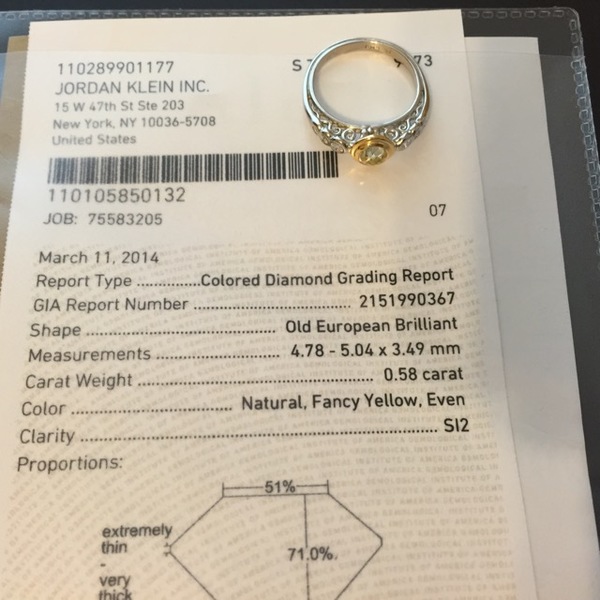 110289901177
S 73
JORDAN KLEIN INC.
15 W 47th St Ste 203
New York, NY 10036-5708
United States
110105850132
JOB: 75583205
07
March 11, 2014
Report Type ..............Colored Diamond Grading Report
GIA Report Number .......................... 2151990367
Shape ................................ Old European Brilliant
Measurements ..................... 4.78 - 5.04 x 3.49 mm
Carat Weight ....................................... 0.58 carat
Color .......................... Natural, Fancy Yellow, Even
Clarity ........................................................... SI2
Proportions:
51%
extremely
thin
-
very
thick
71.0%